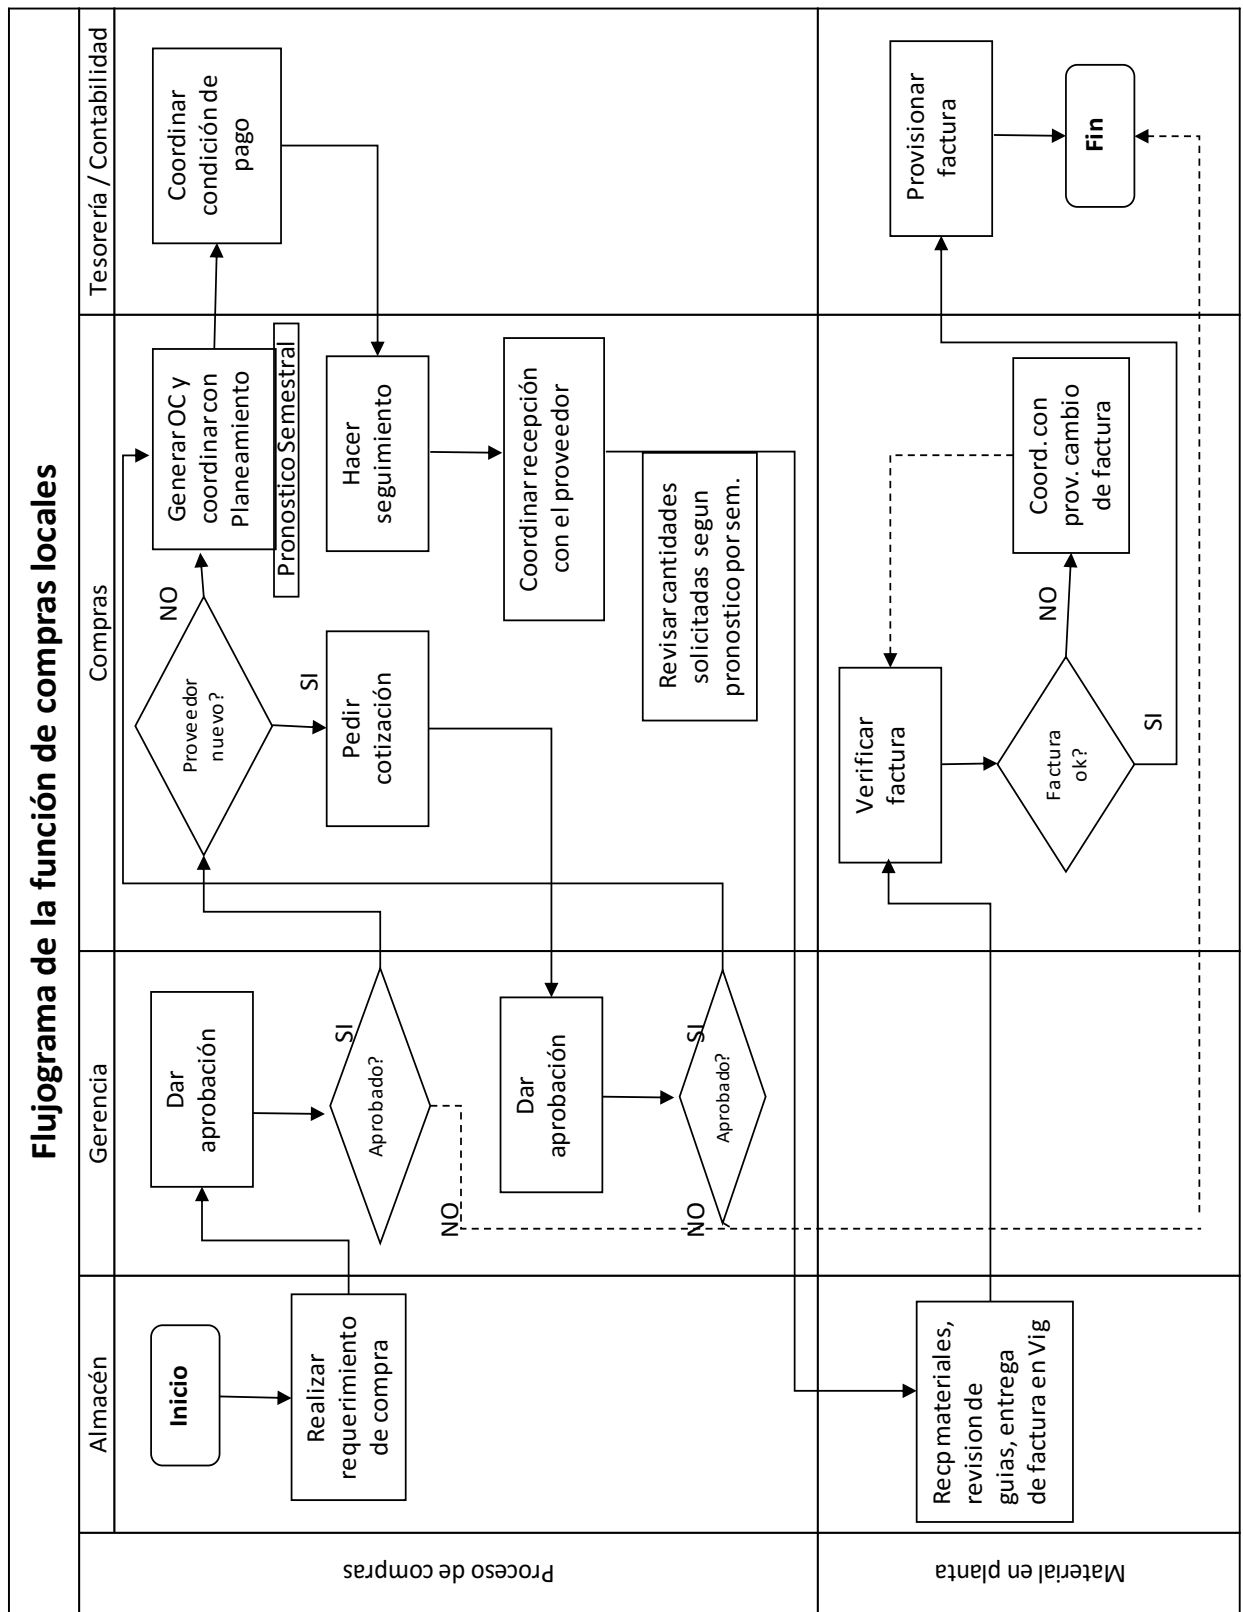 Flujograma de la función de compras locales
Almacén
Gerencia
Compras
Tesorería / Contabilidad
Proceso de compras
Inicio
Realizar
requerimiento
de compra
Dar
aprobación
Aprobado?
SI
NO
Proveedor
nuevo?
NO
SI
Generar OC y
coordinar con
Planeamiento
Pronostico Semestral
Coordinar
condición de
pago
Pedir
cotización
Hacer
seguimiento
Dar
aprobación
Aprobado?
SI
NO
Coordinar recepción
con el proveedor
Revisar cantidades
solicitadas segun
pronostico por sem.
Material en planta
Recp materiales,
revision de
guias, entrega
de factura en Vig
Verificar
factura
Factura
ok?
NO
SI
Coord. con
prov. cambio
de factura
Provisionar
factura
Fin